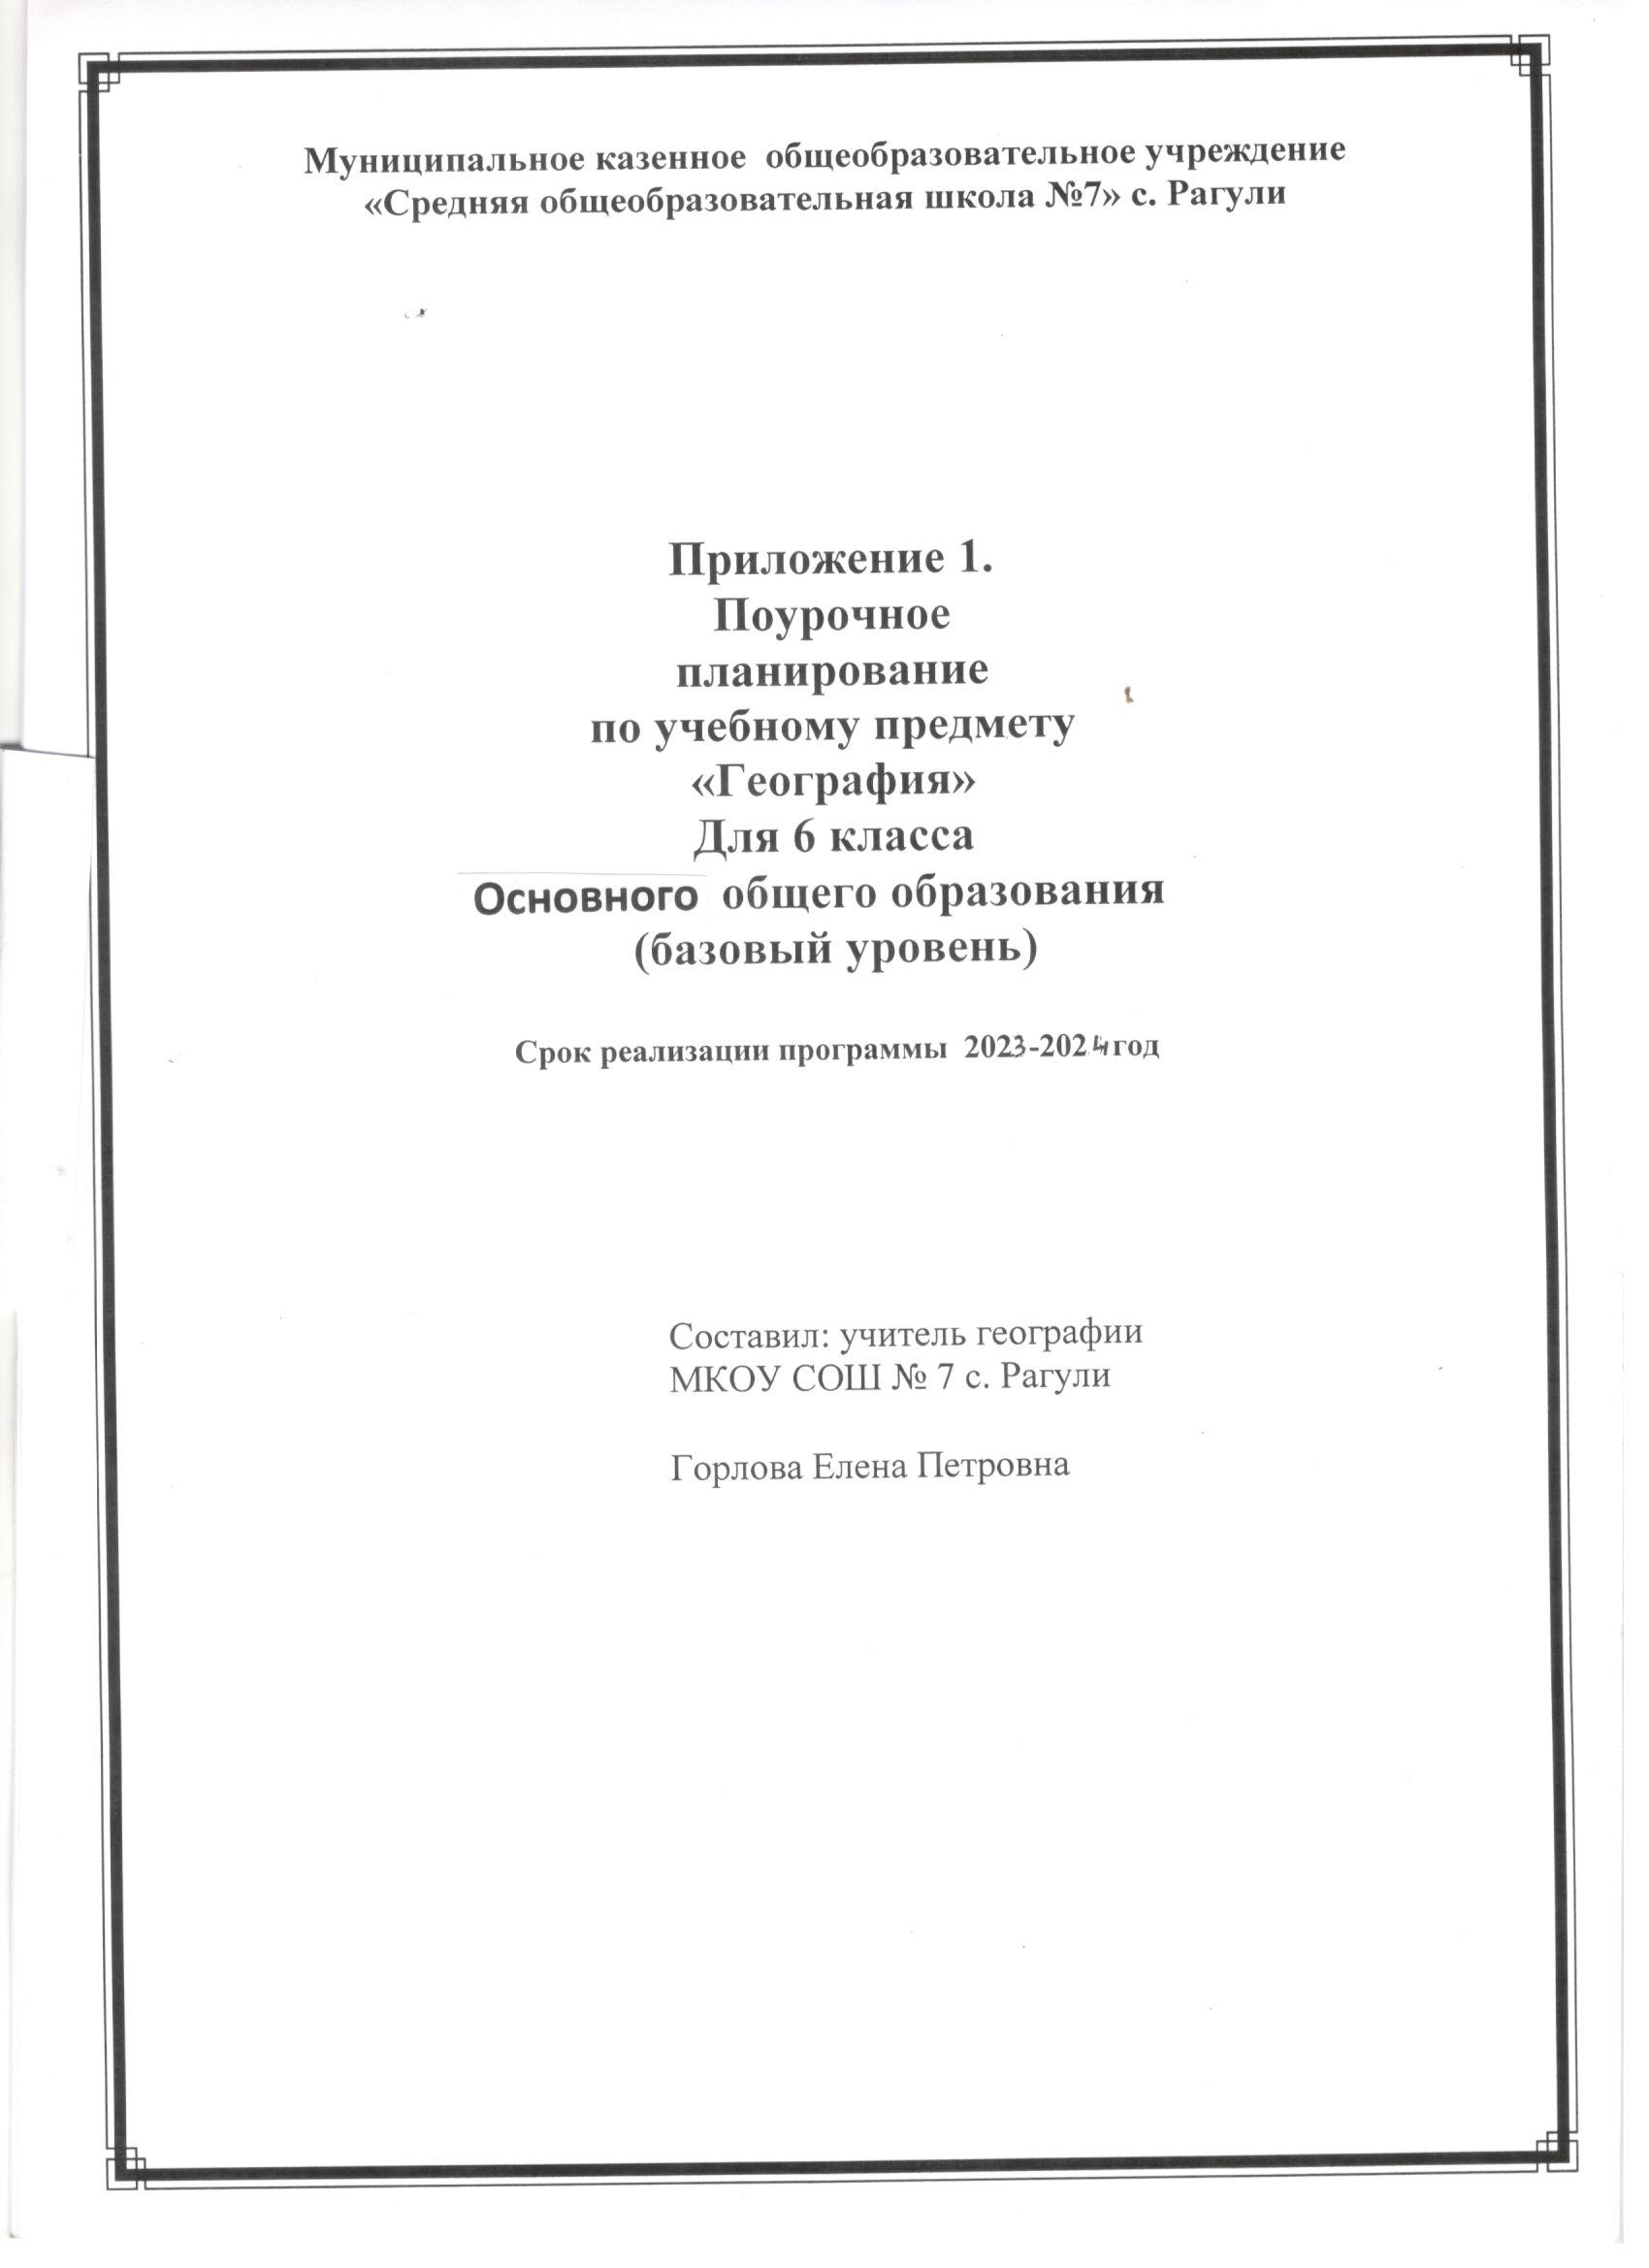 Муниципальное казенное общеобразовательное учреждение
«Средняя общеобразовательная школа №7» с. Рагули
Приложение 1.
Поурочное
планирование
по учебному предмету
«География»
Для 6 класса
Основного общего образования
(базовый уровень)
Срок реализации программы 2023-2024 год
Составил: учитель географии
МКОУ СОШ № 7 с. Рагули
Горлова Елена Петровна